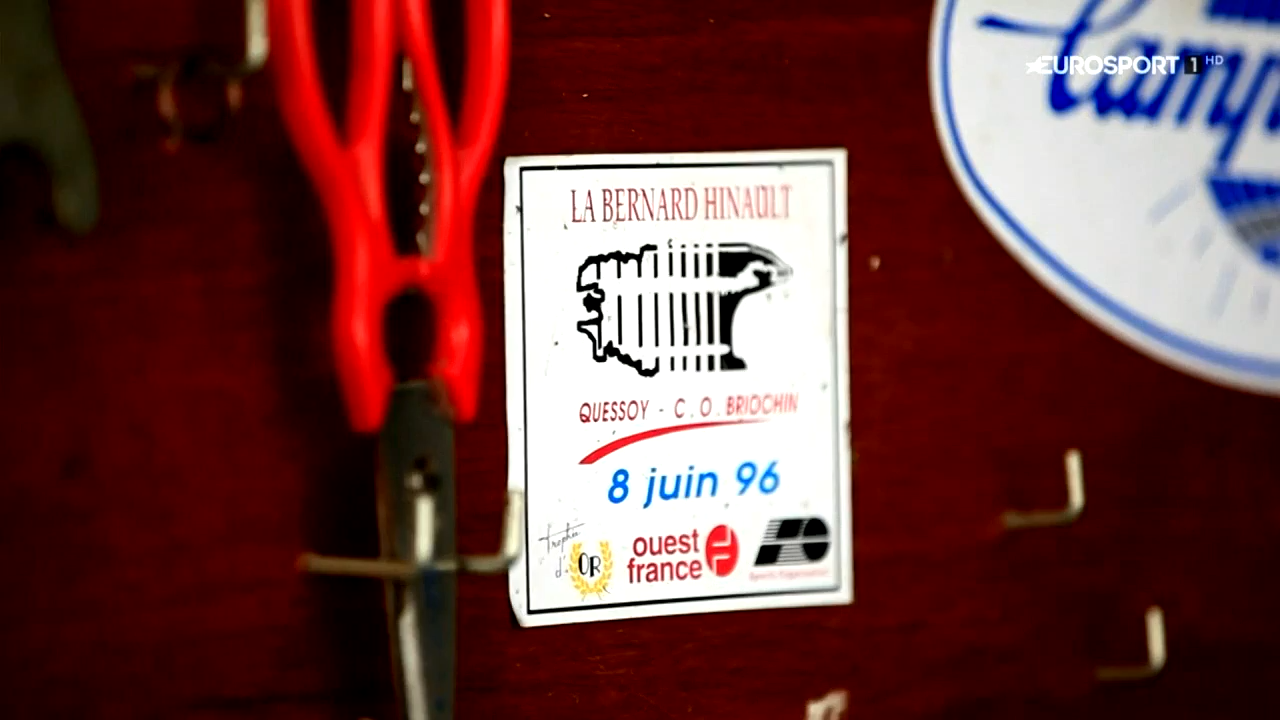 EUROSPORT 1 HD
LA BERNARD HINAULT
QUESSOY - C.O. BRIOCHIN
8 juin 96
trophée
d'OR
ouest
france